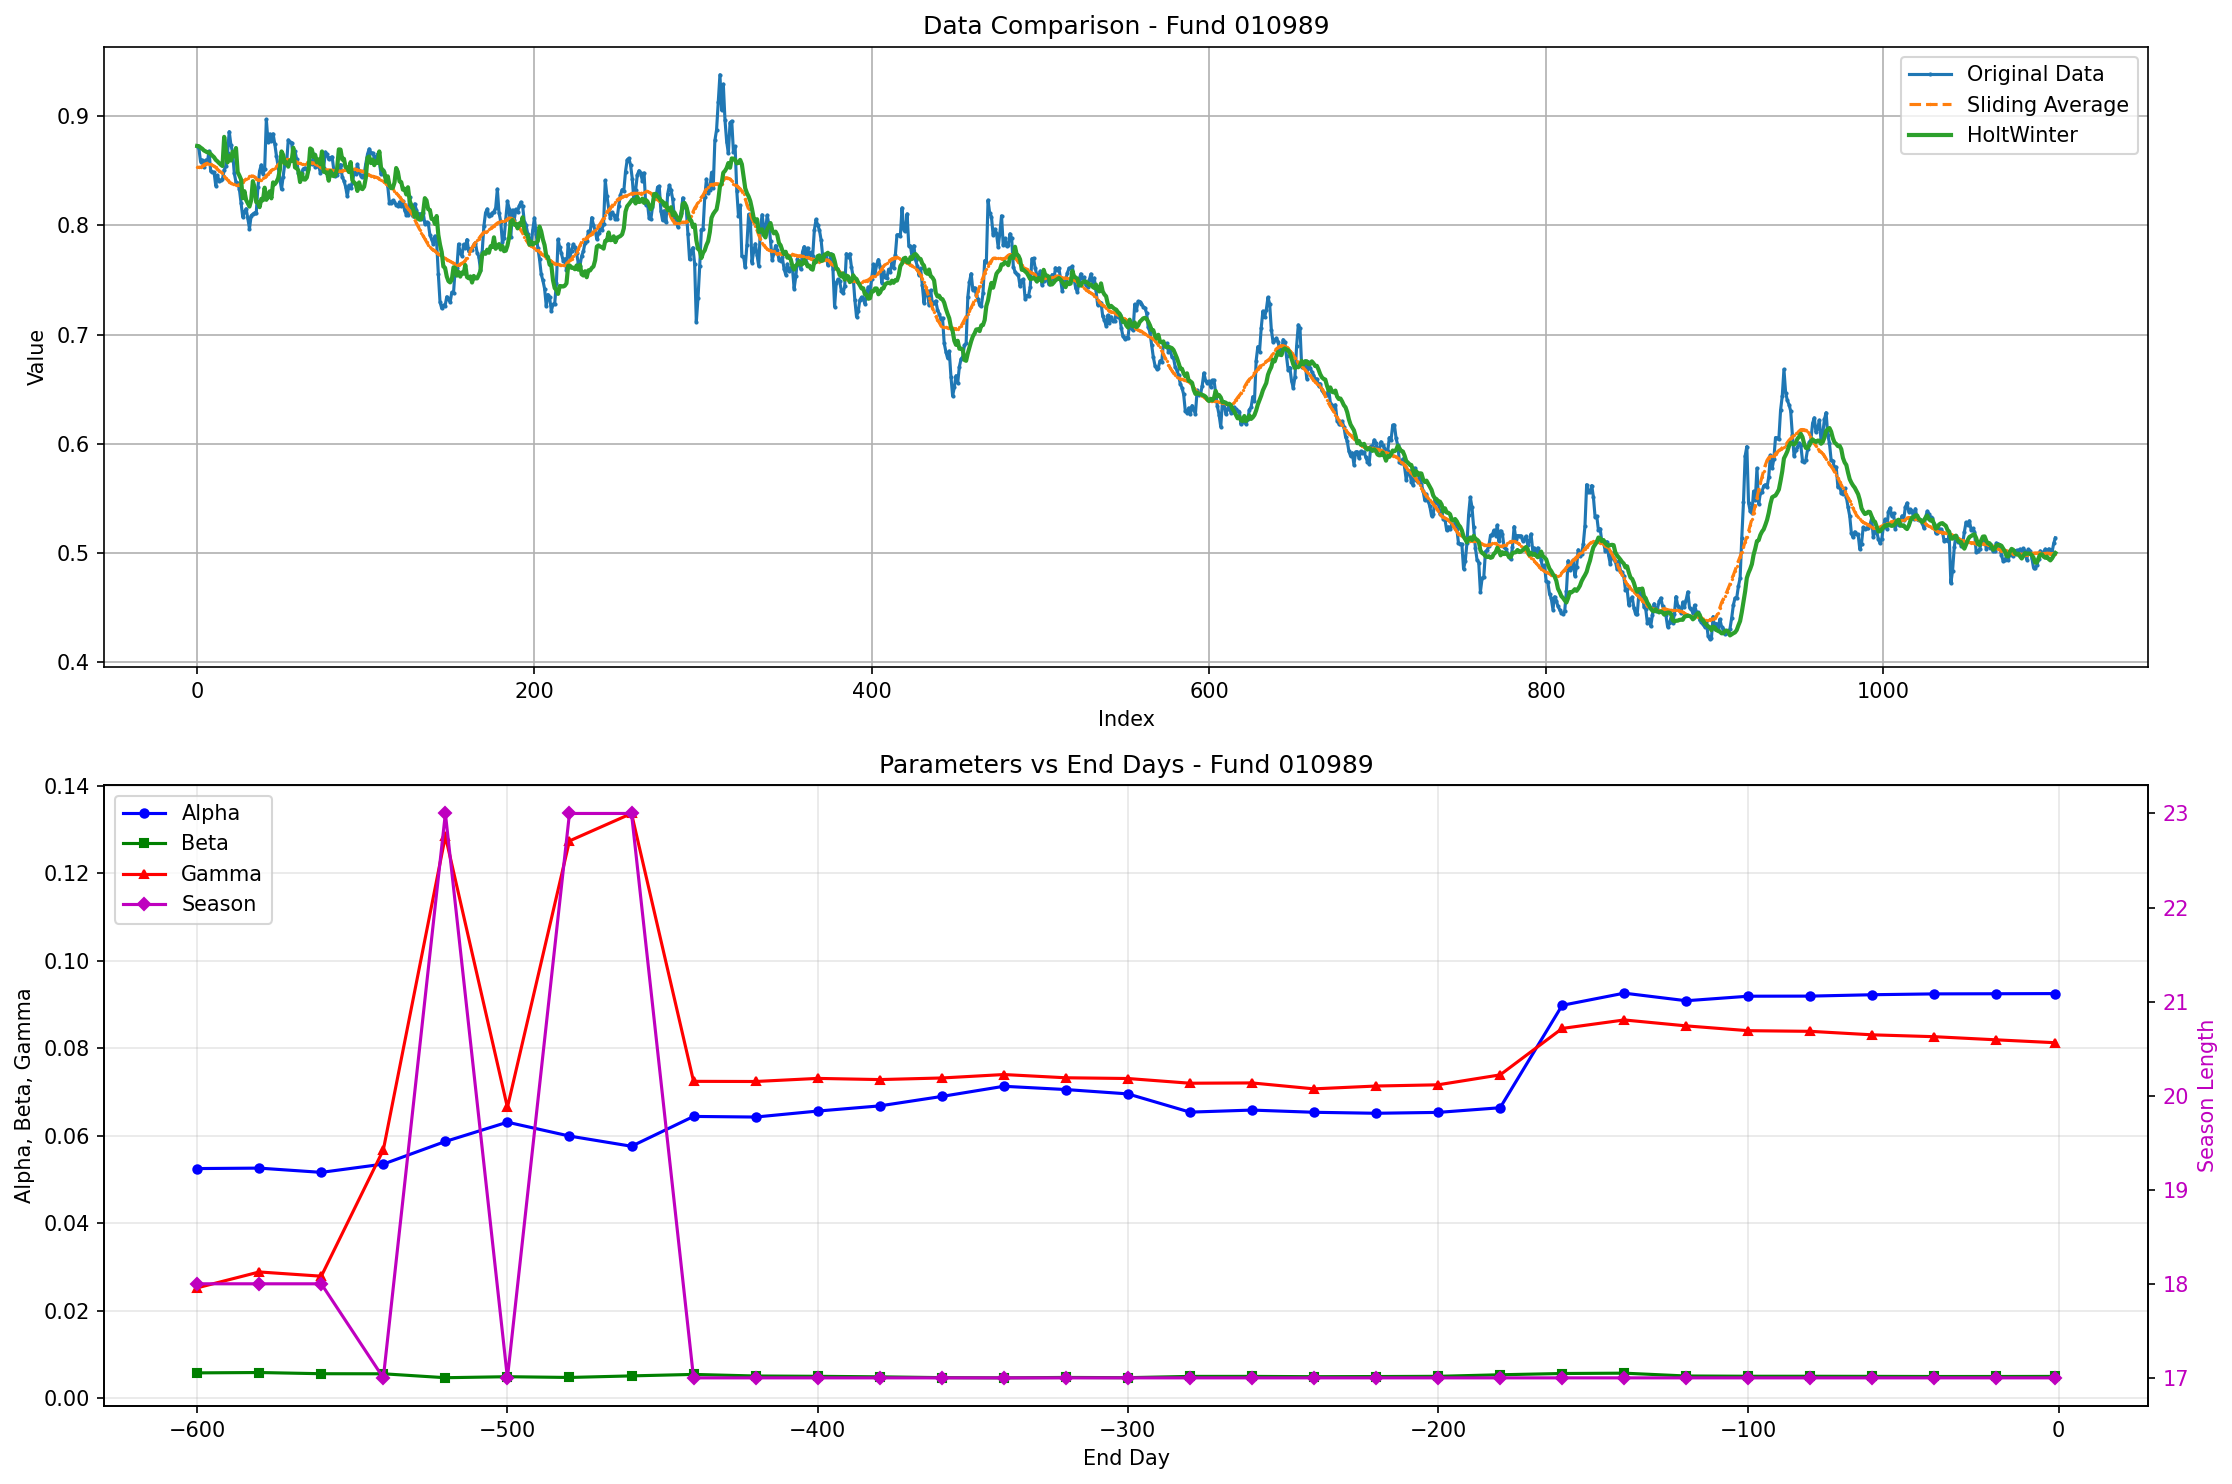 Data Comparison - Fund 010989
Original Data
Sliding Average
HoltWinter
Value
0.9
0.8
0.7
0.6
0.5
0.4
0
200
400
600
800
1000
Index
Parameters vs End Days - Fund 010989
Alpha
Beta
Gamma
Season
Alpha, Beta, Gamma
0.14
0.12
0.10
0.08
0.06
0.04
0.02
0.00
23
22
21
20
19
18
17
Season Length
−600
−500
−400
−300
−200
−100
0
End Day